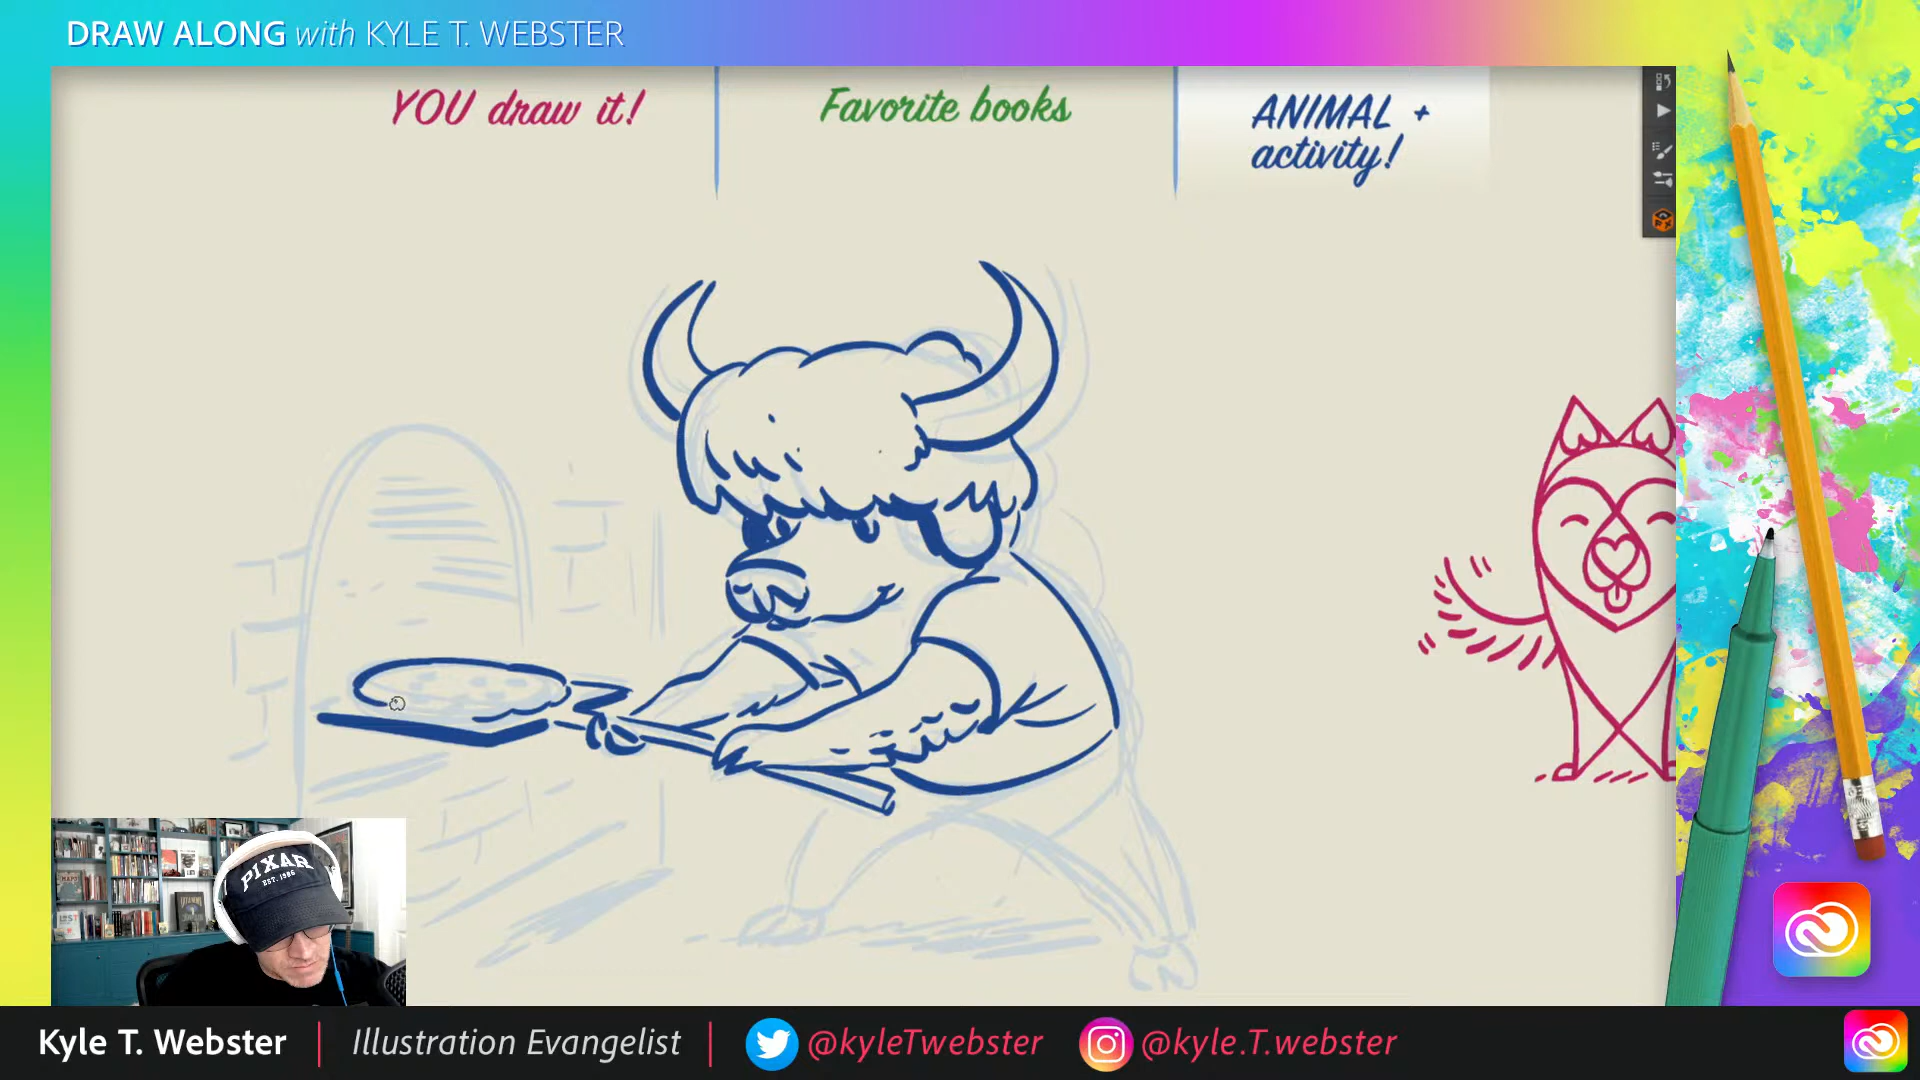 DRAW ALONG with KYLE T. WEBSTER
YOU draw it!
Favorite books
ANIMAL +
activity!
PIXAR
EST. 1986
Kyle T. Webster
Illustration Evangelist
@kyleTwebster
@kyle.T.webster